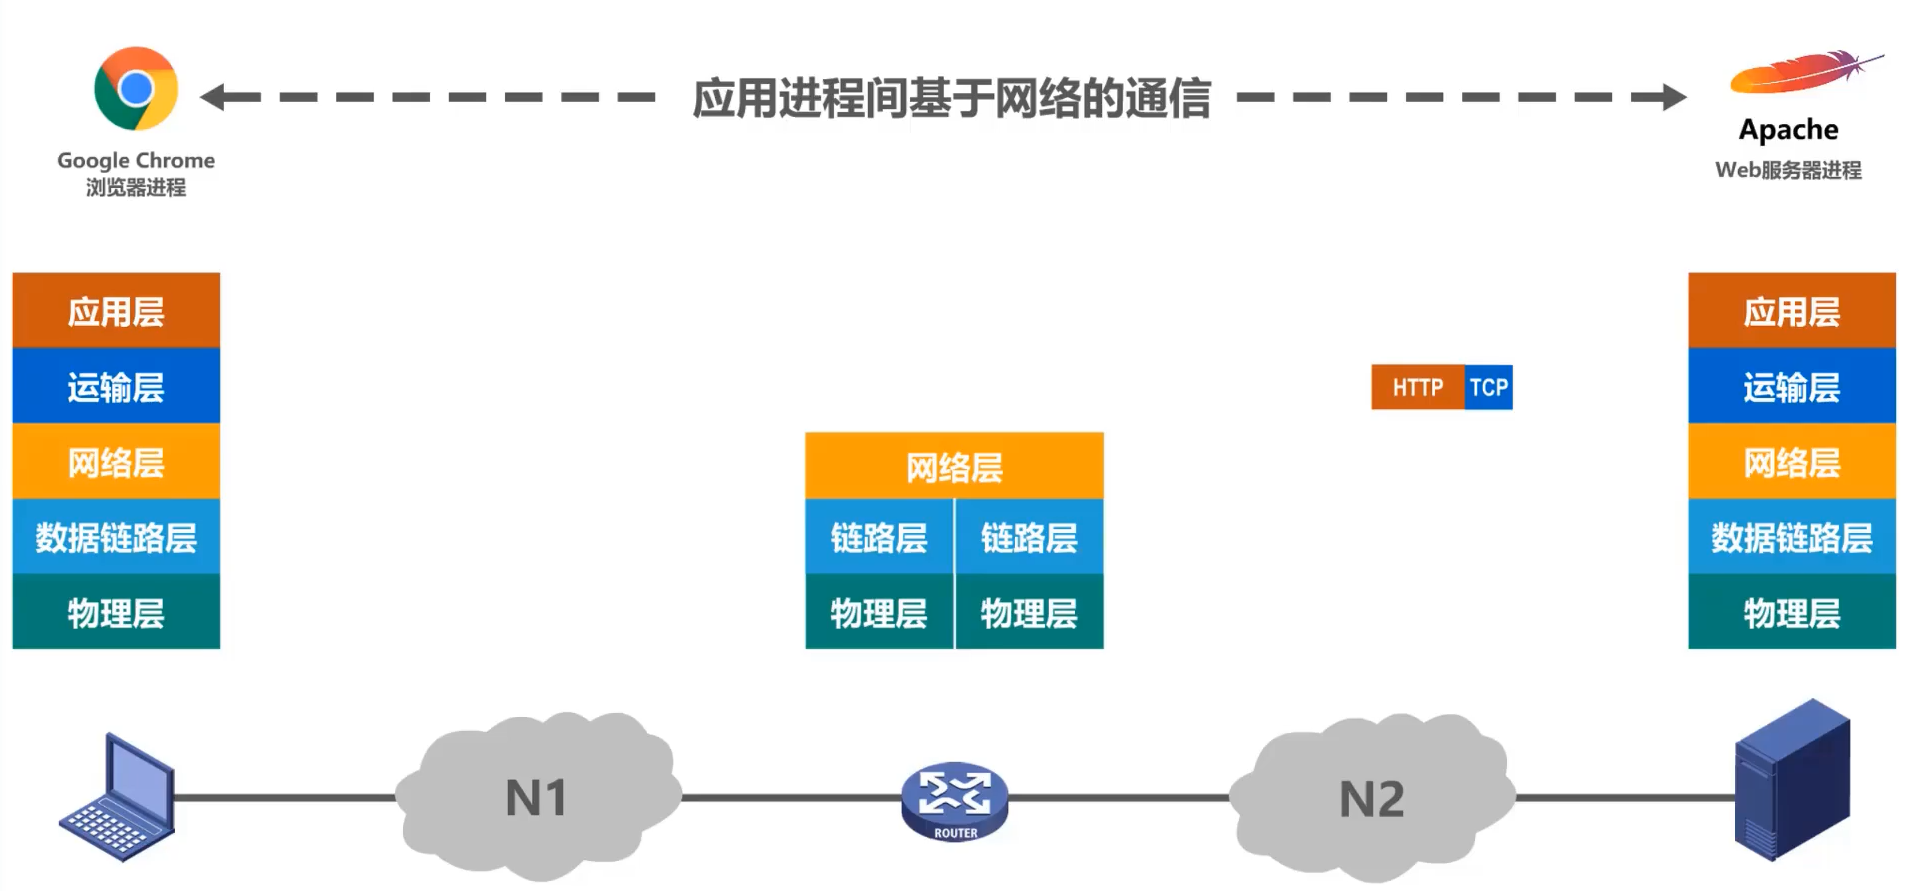 应用进程间基于网络的通信
Google Chrome
浏览器进程
Apache
Web服务器进程
应用层
运输层
网络层
数据链路层
物理层
网络层
链路层 链路层
物理层 物理层
HTTP TCP
应用层
运输层
网络层
数据链路层
物理层
N1
ROUTER
N2